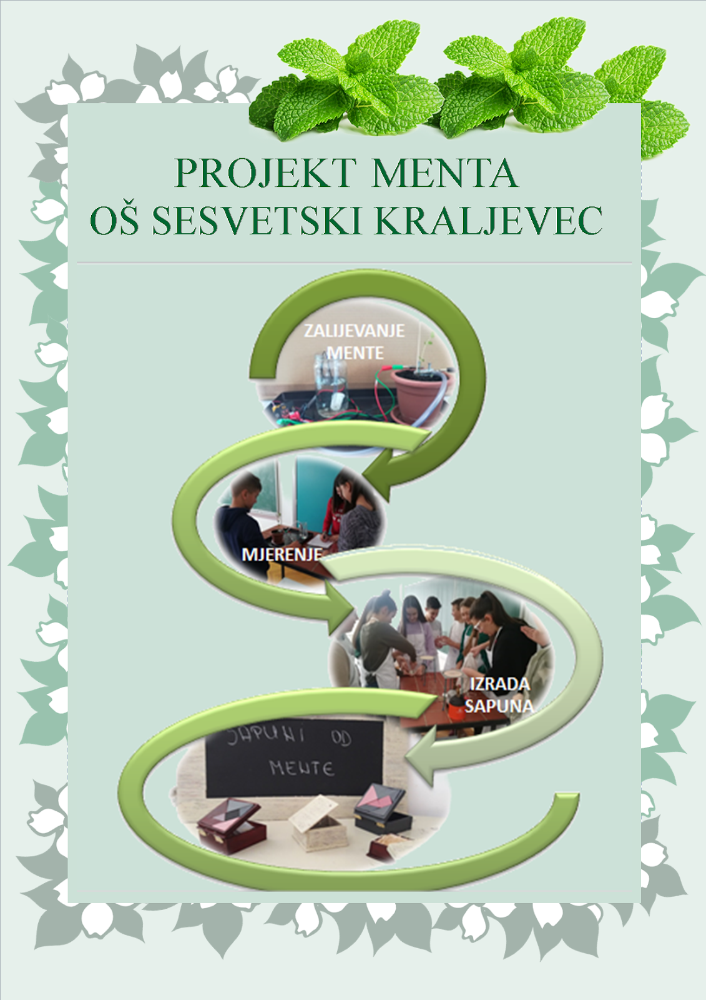 PROJEKT MENTA
OŠ SESVETSKI KRALJEVEC
ZALIJEVANJE
MENTE
MJERENJE
IZRADA
SAPUNA
SAPUNI OD
MENTE